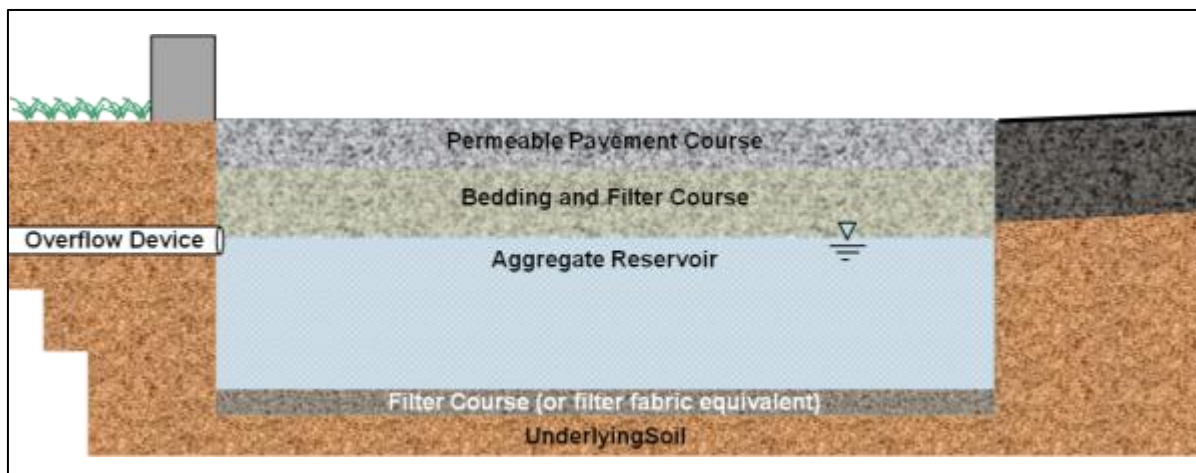 Permeable Pavement Course
Bedding and Filter Course
Overflow Device
Aggregate Reservoir
Filter Course (or filter fabric equivalent)
UnderlyingSoil